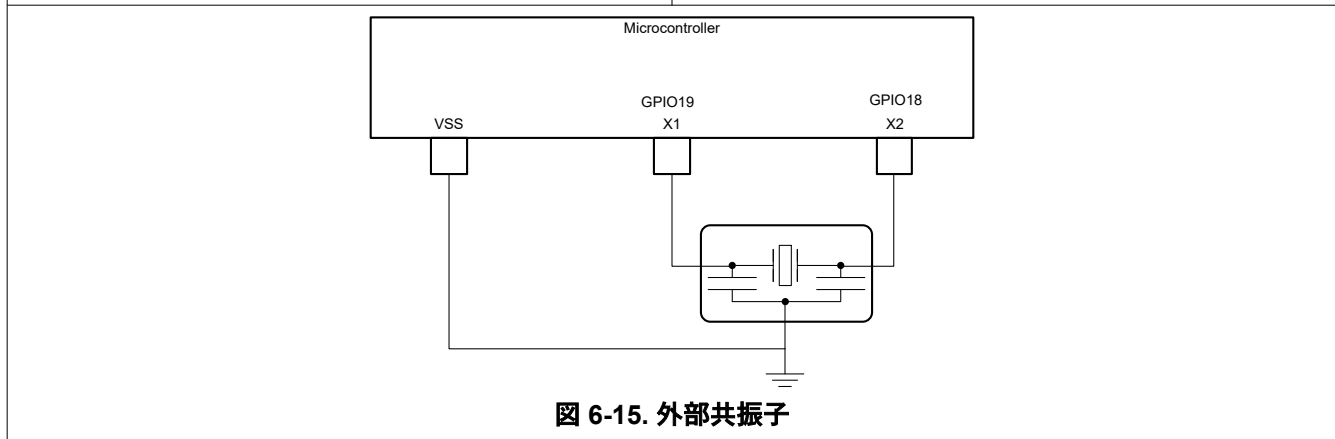 Microcontroller
GPIO19
GPIO18
VSS
X1
X2
図 6-15. 外部共振子